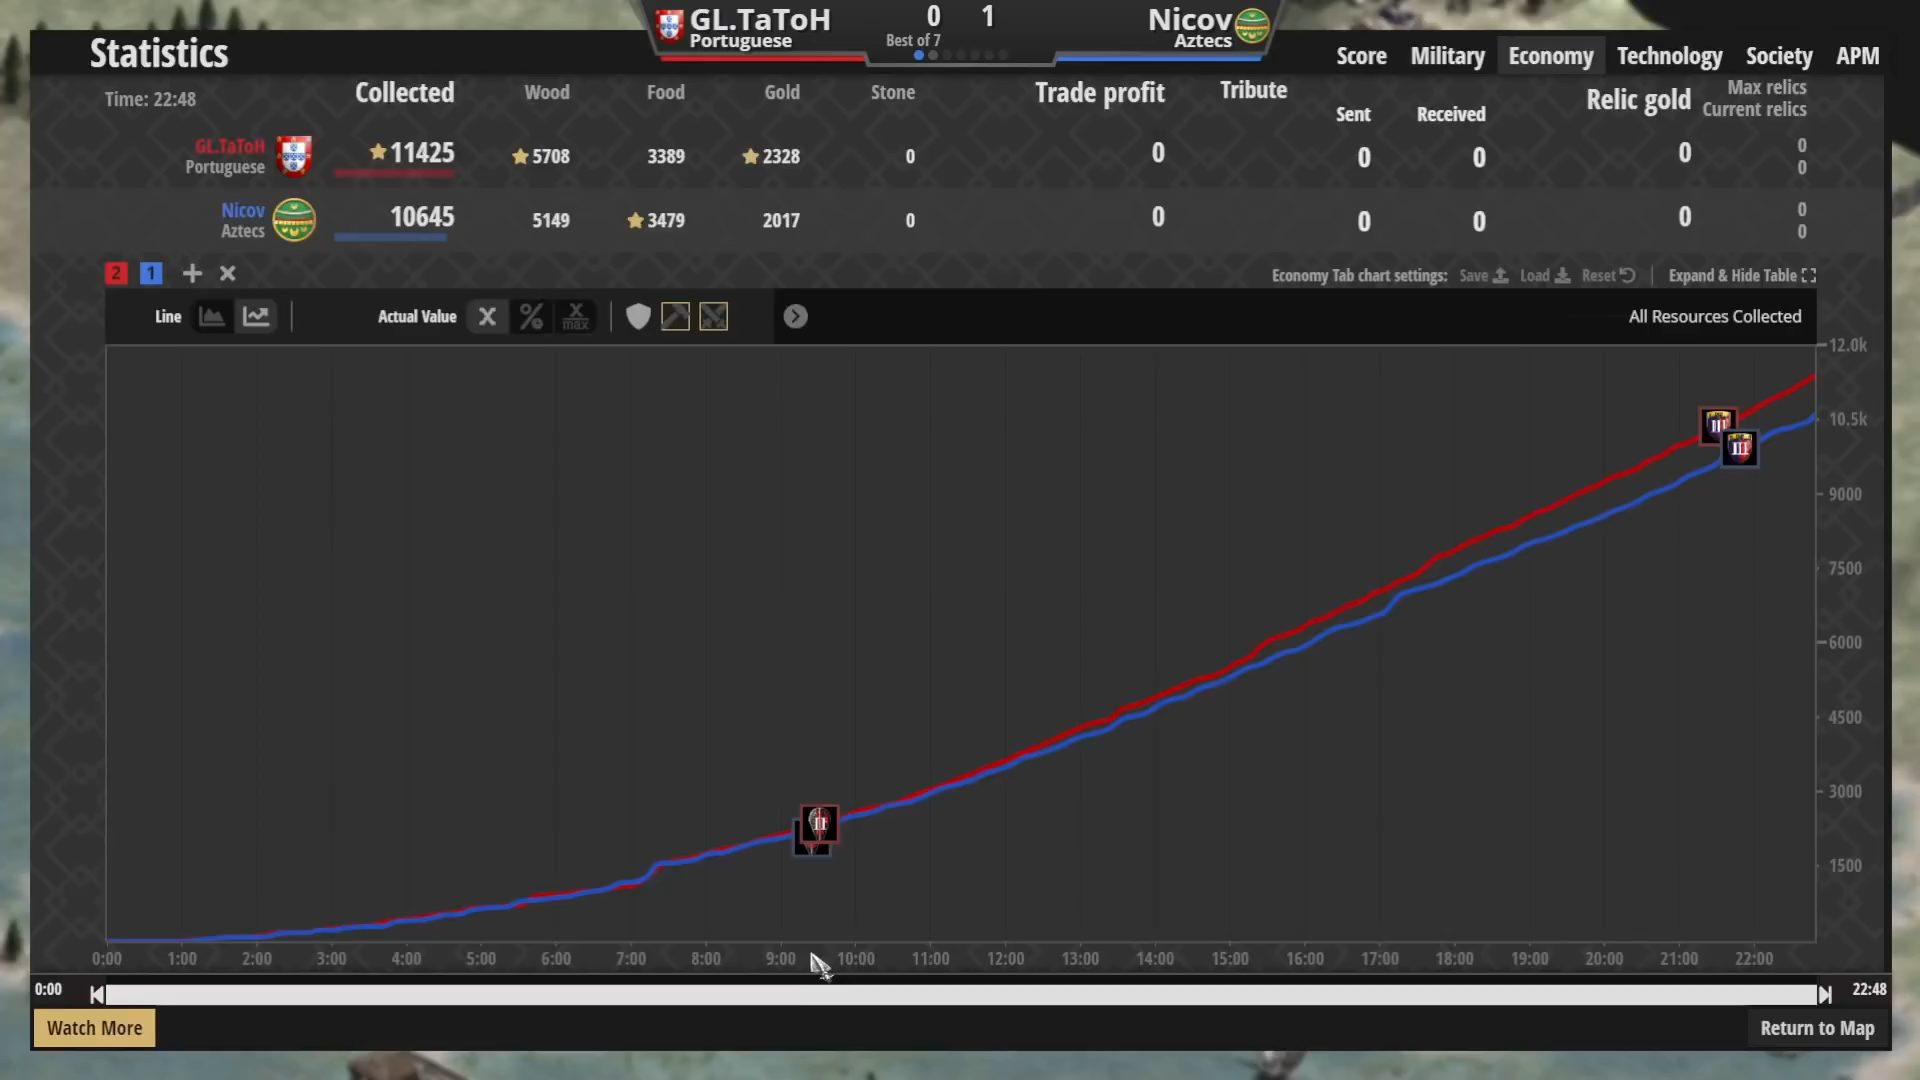 GL.TaToH
Portuguese
0 1
Best of 7
Nicov
Aztecs
Statistics
Score Military Economy Technology Society APM
Time: 22:48
Collected Wood Food Gold Stone Trade profit Tribute Sent Received Relic gold Max relics
Current relics
GL.TaToH
Portuguese
11425 5708 3389 2328 0 0 0 0 0 0
0
Nicov
Aztecs
10645 5149 3479 2017 0 0 0 0 0 0
0
2 1
Economy Tab chart settings: Save Load Reset Expand & Hide Table
Line Actual Value X % X
max
All Resources Collected
12.0k
10.5k
III
III
9000
7500
6000
4500
3000
II
1500
0:00 1:00 2:00 3:00 4:00 5:00 6:00 7:00 8:00 9:00 10:00 11:00 12:00 13:00 14:00 15:00 16:00 17:00 18:00 19:00 20:00 21:00 22:00
0:00 22:48
Watch More Return to Map